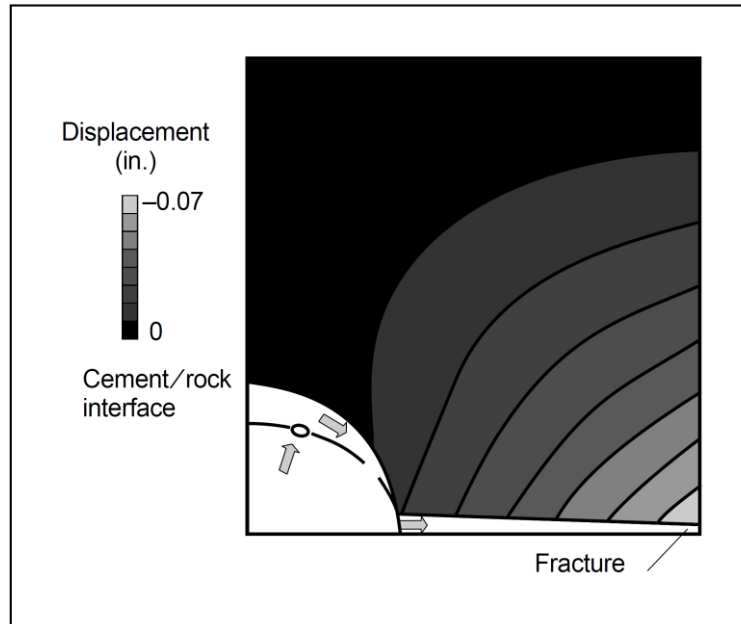 Displacement
(in.)
–0.07
0
Cement/rock
interface
Fracture